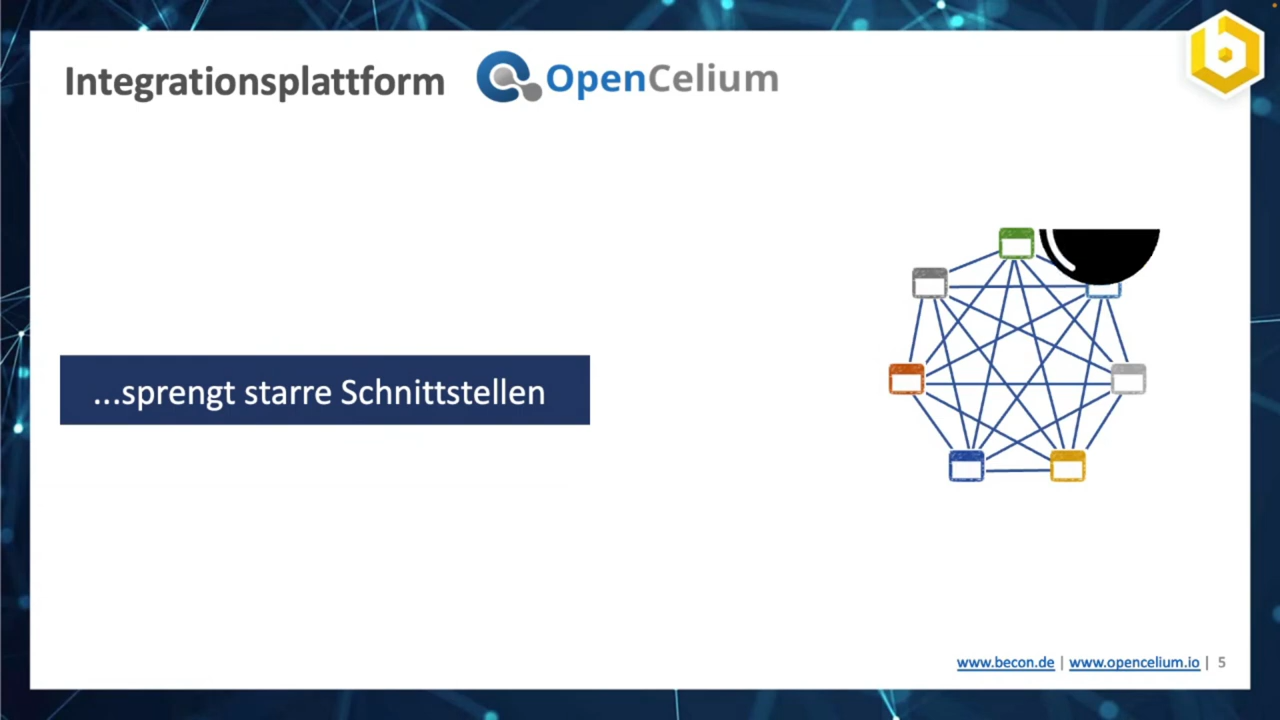 Integrationsplattform OpenCelium
...sprengt starre Schnittstellen
www.becon.de | www.opencelium.io | 5